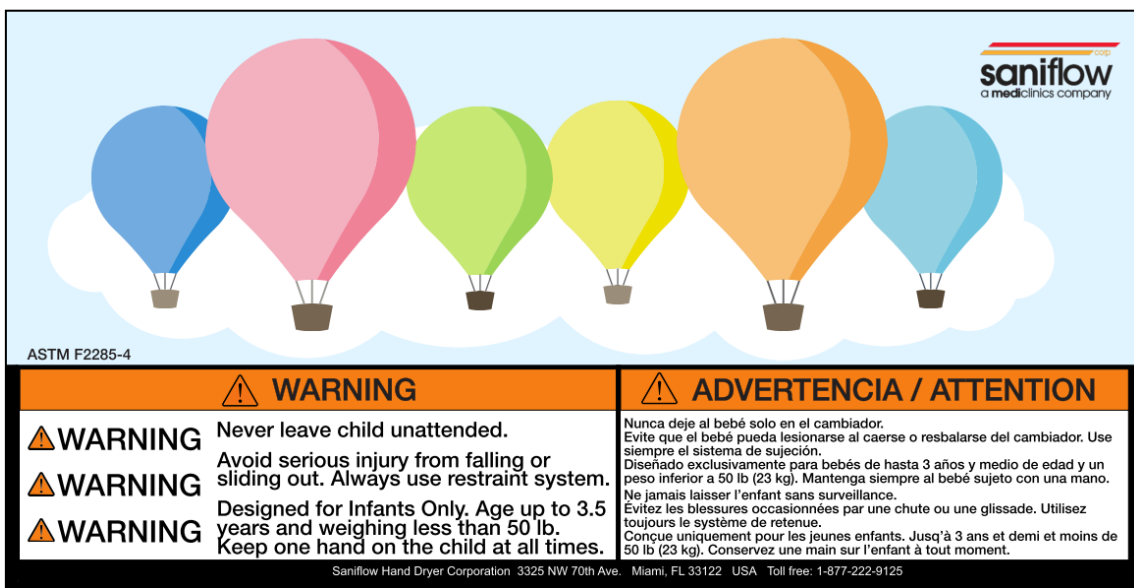 corp
saniflow
a mediclinics company
ASTM F2285-4
WARNING
WARNING Never leave child unattended.
WARNING Avoid serious injury from falling or
sliding out. Always use restraint system.
WARNING Designed for Infants Only. Age up to 3.5
years and weighing less than 50 lb.
Keep one hand on the child at all times.
ADVERTENCIA / ATTENTION
Nunca deje al bebé solo en el cambiador.
Evite que el bebé pueda lesionarse al caerse o resbalarse del cambiador. Use
siempre el sistema de sujeción.
Diseñado exclusivamente para bebés de hasta 3 años y medio de edad y un
peso inferior a 50 lb (23 kg). Mantenga siempre al bebé sujeto con una mano.
Ne jamais laisser l'enfant sans surveillance.
Évitez les blessures occasionnées par une chute ou une glissade. Utilisez
toujours le système de retenue.
Conçue uniquement pour les jeunes enfants. Jusqu'à 3 ans et demi et moins de
50 lb (23 kg). Conservez une main sur l'enfant à tout moment.
Saniflow Hand Dryer Corporation 3325 NW 70th Ave. Miami, FL 33122 USA Toll free: 1-877-222-9125